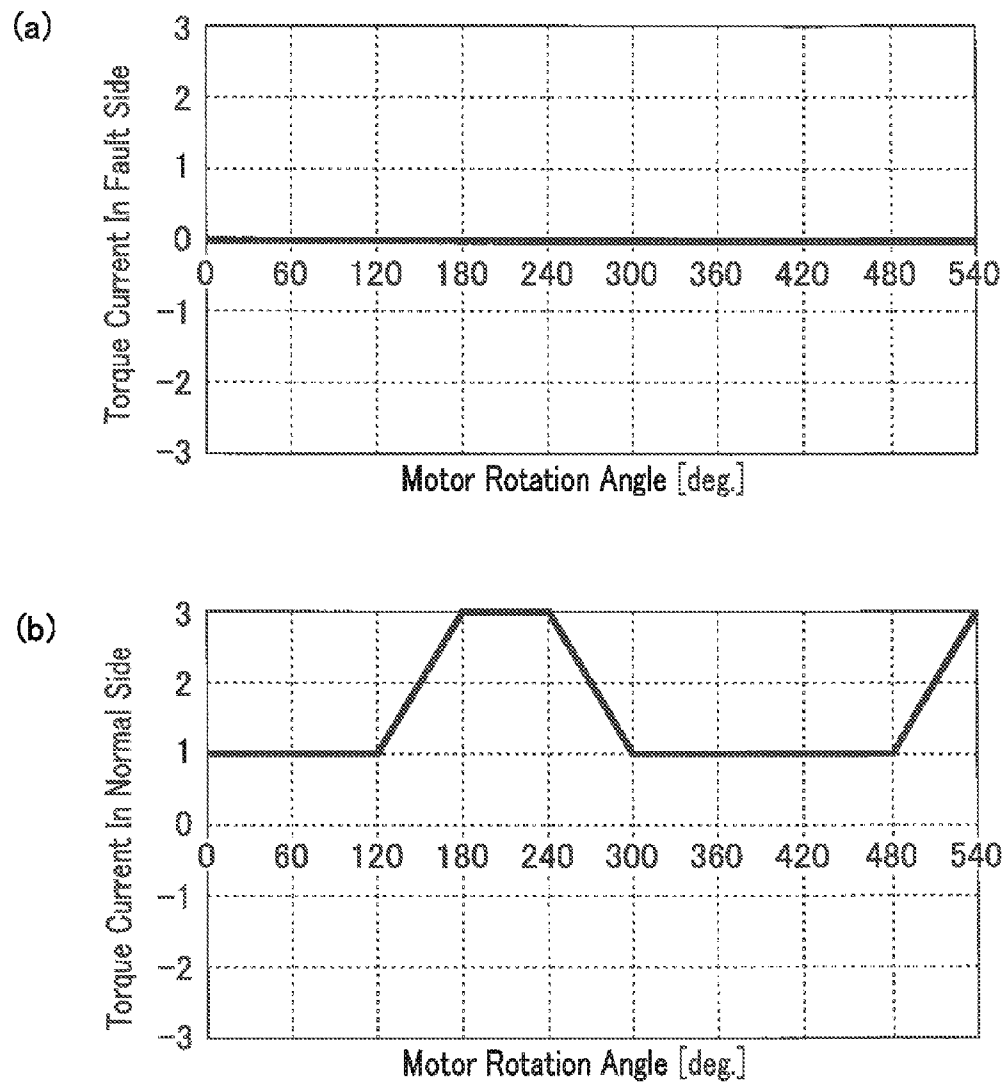 (a)
Torque Current In Fault Side
3
2
1
0
0 60 120 180 240 300 360 420 480 540
-1
-2
-3
Motor Rotation Angle [deg.]
(b)
Torque Current In Normal Side
3
2
1
0
0 60 120 180 240 300 360 420 480 540
-1
-2
-3
Motor Rotation Angle [deg.]